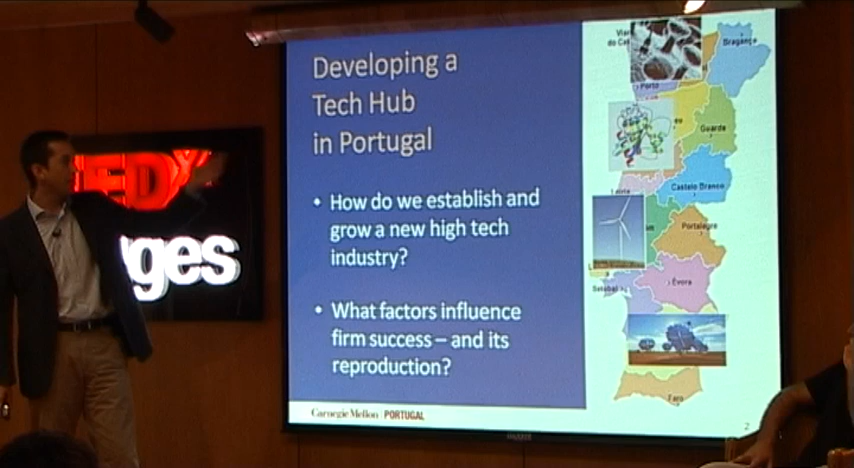 TEDx
ges
Developing a
Tech Hub
in Portugal
• How do we establish and
grow a new high tech
industry?
• What factors influence
firm success – and its
reproduction?
Carnegie Mellon | PORTUGAL
Bragança
Porto
Guarda
Castelo Branco
Portalegre
Évora
Setúbal
Faro
2